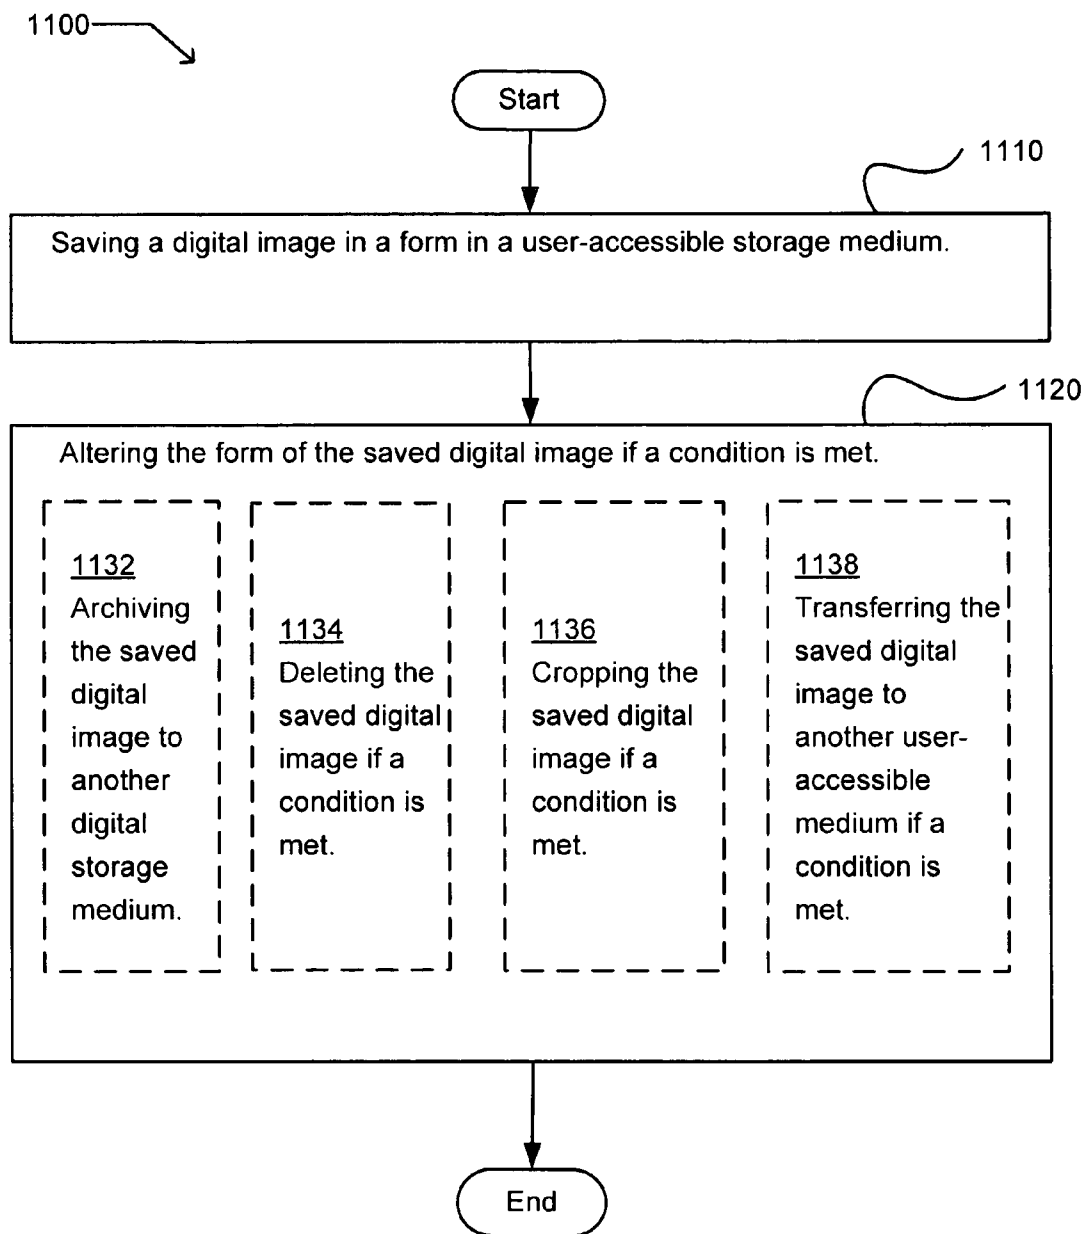 1100
Start
1110
Saving a digital image in a form in a user-accessible storage medium.
1120
Altering the form of the saved digital image if a condition is met.
1132
Archiving
the saved
digital
image to
another
digital
storage
medium.
1134
Deleting the
saved digital
image if a
condition is
met.
1136
Cropping the
saved digital
image if a
condition is
met.
1138
Transferring the
saved digital
image to
another user-
accessible
medium if a
condition is
met.
End